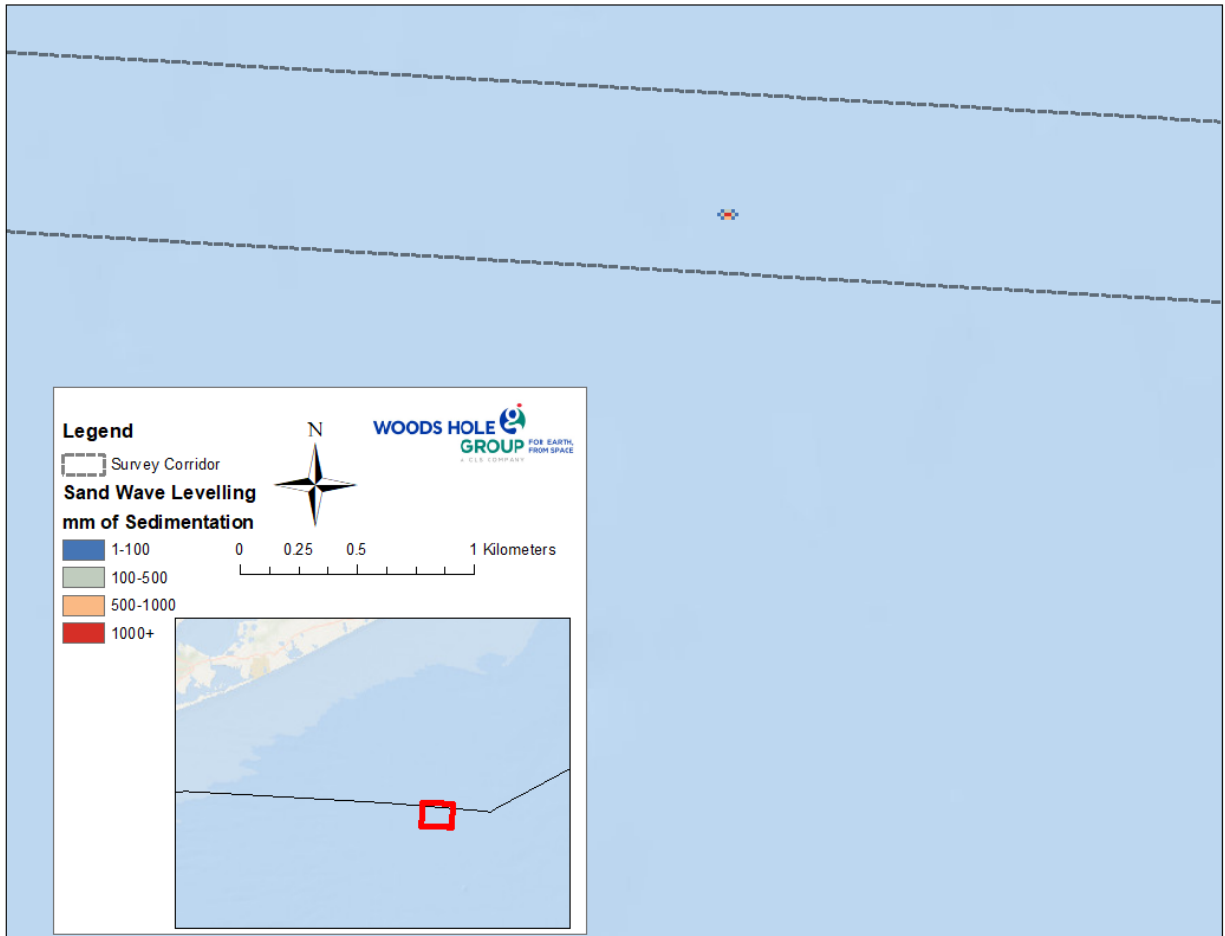 Legend
N
WOODS HOLE
GROUP
FOR EARTH,
FROM SPACE
A CLS COMPANY
Survey Corridor
Sand Wave Levelling
mm of Sedimentation
1-100
100-500
500-1000
1000+
0 0.25 0.5 1 Kilometers